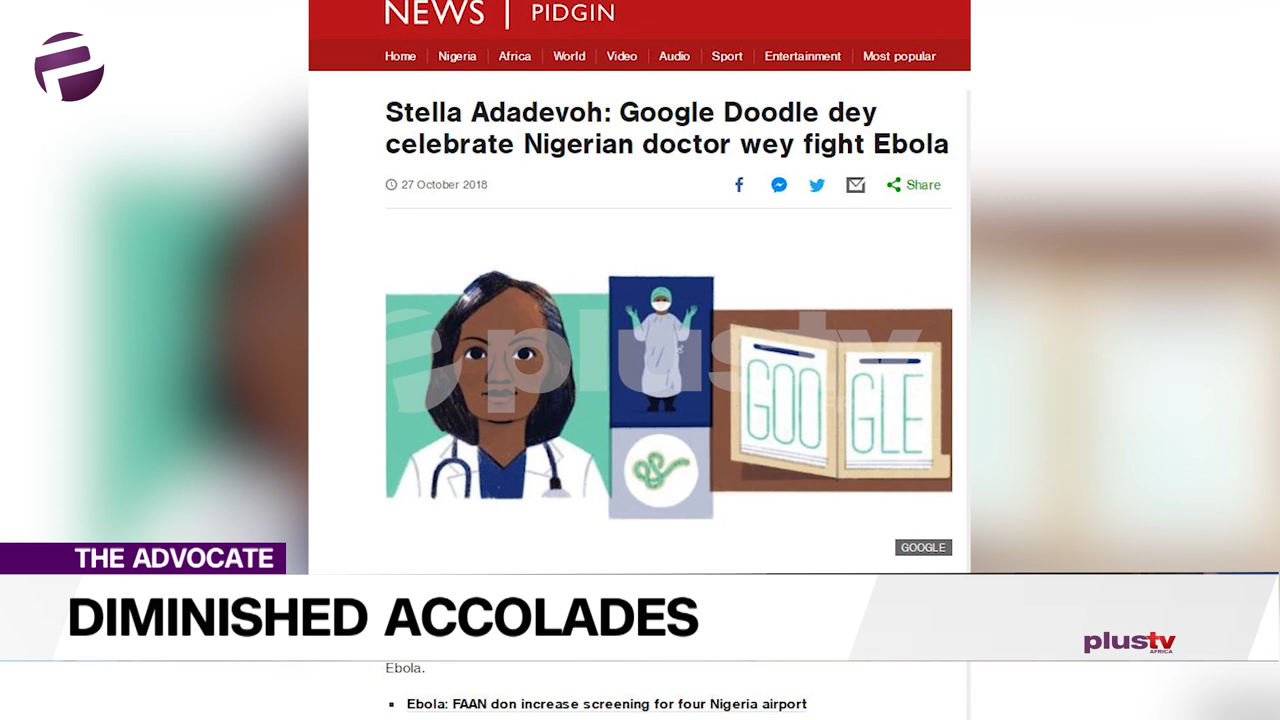 NEWS | PIDGIN
Home Nigeria Africa World Video Audio Sport Entertainment Most popular
Stella Adadevoh: Google Doodle dey
celebrate Nigerian doctor wey fight Ebola
27 October 2018 Share
plustv
GOOGLE
GOOGLE
THE ADVOCATE
DIMINISHED ACCOLADES
plustv
AFRICA
Ebola.
Ebola: FAAN don increase screening for four Nigeria airport